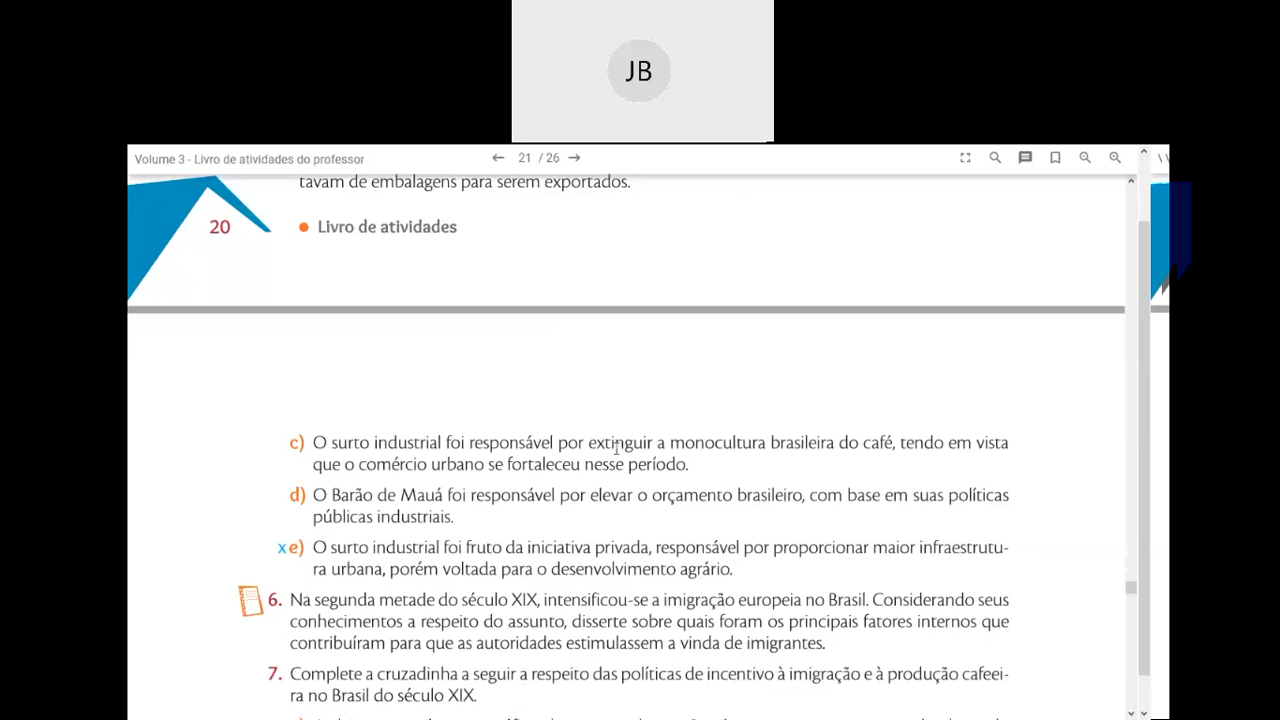 JB
Volume 3 - Livro de atividades do professor
21 / 26
tavam de embalagens para serem exportados.
20
Livro de atividades
c) O surto industrial foi responsável por extinguir a monocultura brasileira do café, tendo em vista
que o comércio urbano se fortaleceu nesse período.
d) O Barão de Mauá foi responsável por elevar o orçamento brasileiro, com base em suas políticas
públicas industriais.
x e) O surto industrial foi fruto da iniciativa privada, responsável por proporcionar maior infraestrutu-
ra urbana, porém voltada para o desenvolvimento agrário.
6. Na segunda metade do século XIX, intensificou-se a imigração europeia no Brasil. Considerando seus
conhecimentos a respeito do assunto, disserte sobre quais foram os principais fatores internos que
contribuíram para que as autoridades estimulassem a vinda de imigrantes.
7. Complete a cruzadinha a seguir a respeito das políticas de incentivo à imigração e à produção cafeei-
ra no Brasil do século XIX.